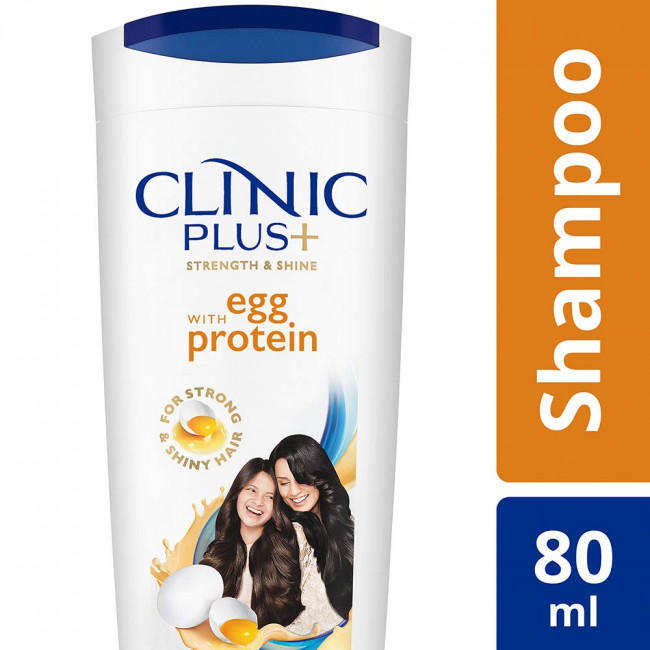 CLINIC
PLUS+
STRENGTH & SHINE
WITH egg
protein
FOR STRONG
& SHINY HAIR
Shampoo
80
ml